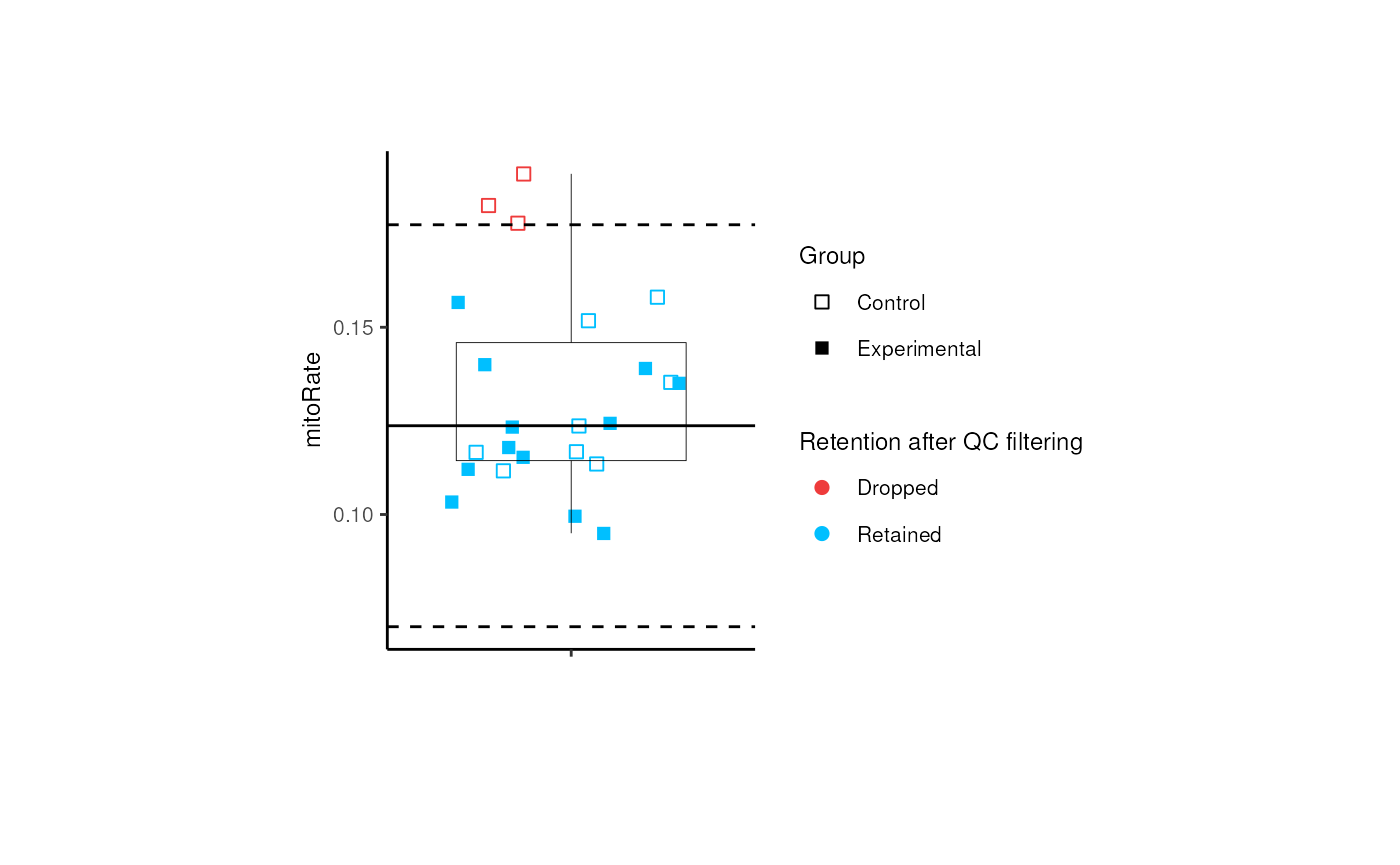 mitoRate
0.15
0.10
Group
Control
Experimental
Retention after QC filtering
Dropped
Retained